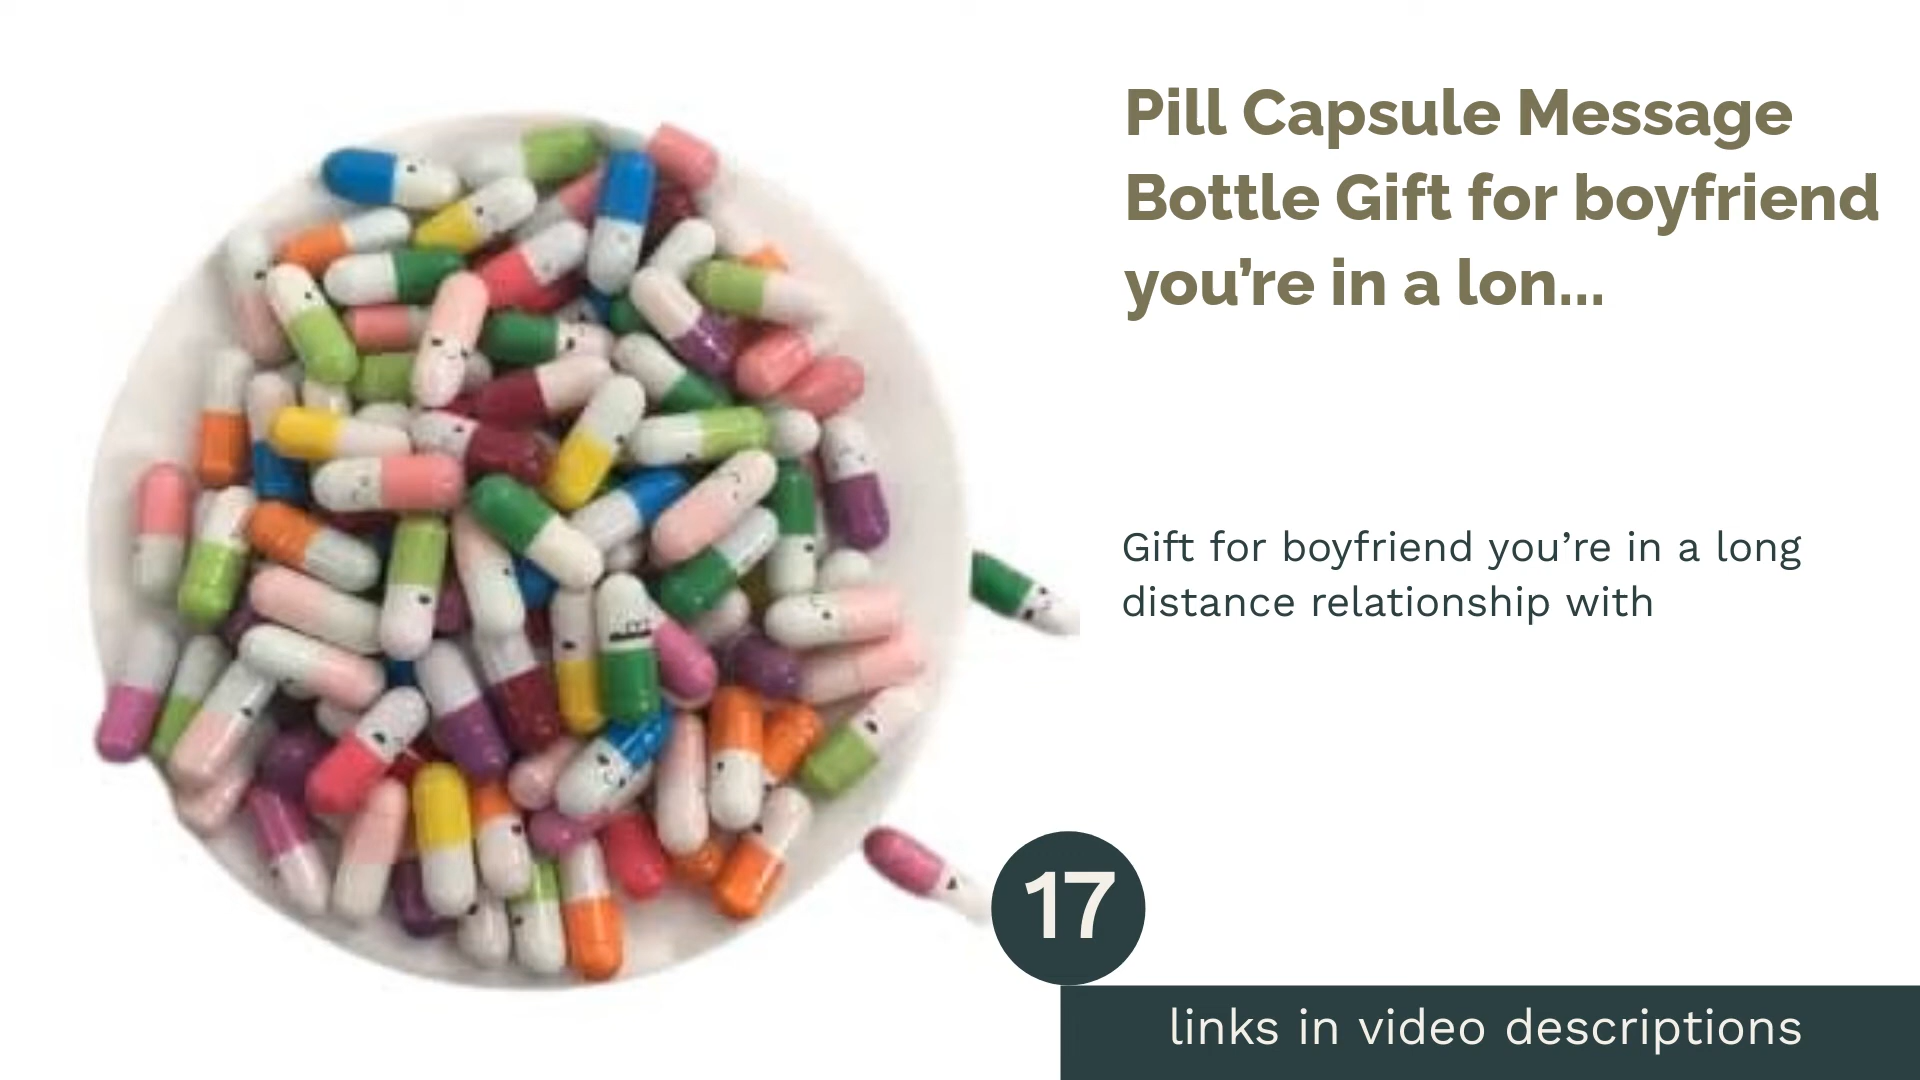 Pill Capsule Message
Bottle Gift for boyfriend
you’re in a lon...
Gift for boyfriend you’re in a long
distance relationship with
17
links in video descriptions